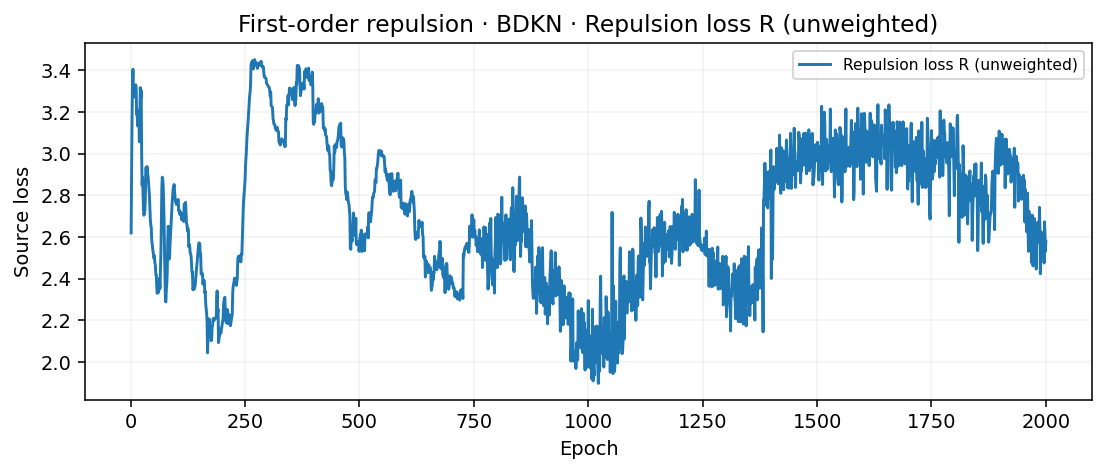 First-order repulsion · BDKN · Repulsion loss R (unweighted)
Repulsion loss R (unweighted)
Source loss
3.4
3.2
3.0
2.8
2.6
2.4
2.2
2.0
0 250 500 750 1000 1250 1500 1750 2000
Epoch